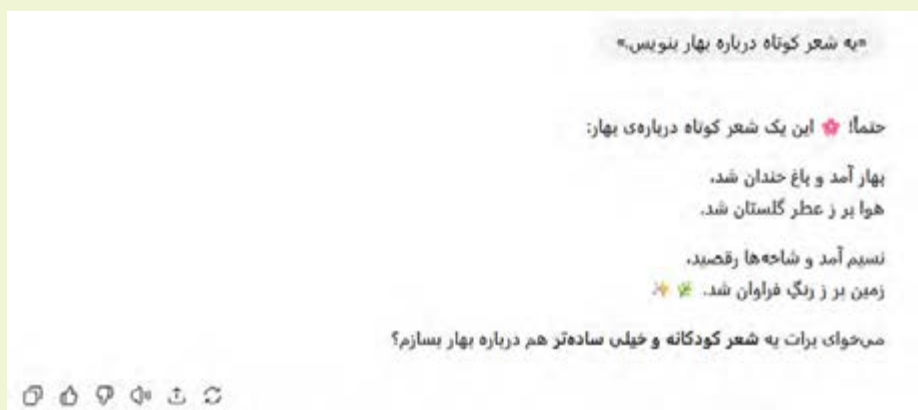 «یه شعر کوتاه درباره بهار بنویس.»
حتماً! 🌸 این یک شعر کوتاه درباره‌ی بهار:
بهار آمد و باغ خندان شد،
هوا پر ز عطر گلستان شد.
نسیم آمد و شاخه‌ها رقصید،
زمین پر ز رنگِ فراوان شد. 🌿✨
می‌خوای برات یه شعر کودکانه و خیلی ساده‌تر هم درباره بهار بسازم؟